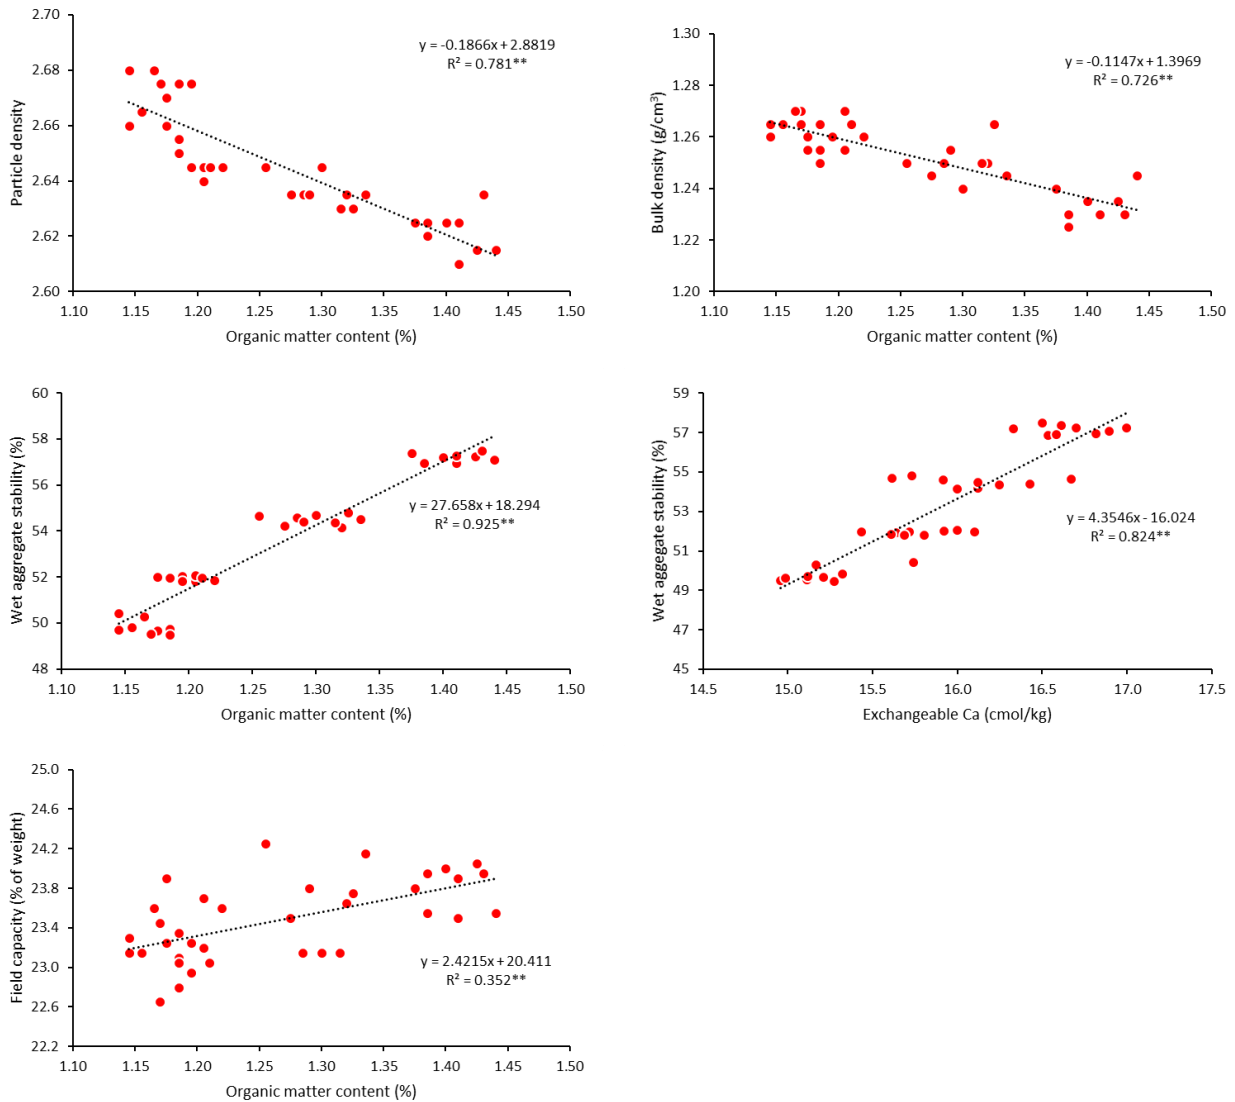 2.70
2.68
2.66
2.64
2.62
2.60
Particle density
y = -0.1866x + 2.8819
R² = 0.781**
1.10 1.15 1.20 1.25 1.30 1.35 1.40 1.45 1.50
Organic matter content (%)
1.30
1.28
1.26
1.24
1.22
1.20
Bulk density (g/cm³)
y = -0.1147x + 1.3969
R² = 0.726**
1.10 1.15 1.20 1.25 1.30 1.35 1.40 1.45 1.50
Organic matter content (%)
60
58
56
54
52
50
48
Wet aggregate stability (%)
y = 27.658x + 18.294
R² = 0.925**
1.10 1.15 1.20 1.25 1.30 1.35 1.40 1.45 1.50
Organic matter content (%)
59
57
55
53
51
49
47
45
Wet aggegate stability (%)
y = 4.3546x - 16.024
R² = 0.824**
14.5 15.0 15.5 16.0 16.5 17.0 17.5
Exchangeable Ca (cmol/kg)
25.0
24.6
24.2
23.8
23.4
23.0
22.6
22.2
Field capacity (% of weight)
y = 2.4215x + 20.411
R² = 0.352**
1.10 1.15 1.20 1.25 1.30 1.35 1.40 1.45 1.50
Organic matter content (%)